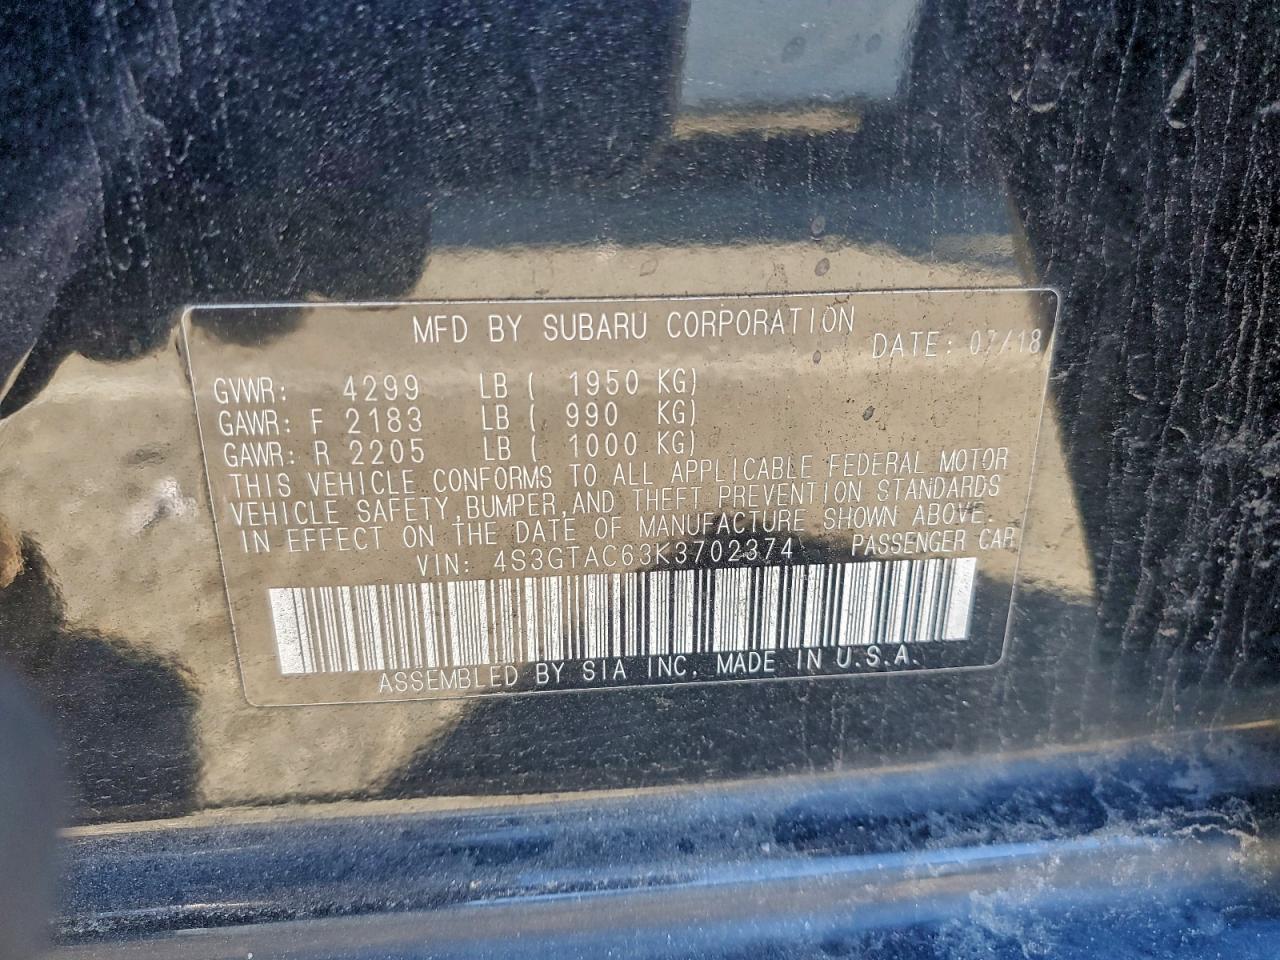 MFD BY SUBARU CORPORATION
DATE: 07/18
GVWR: 4299 LB ( 1950 KG)
GAWR: F 2183 LB ( 990 KG)
GAWR: R 2205 LB ( 1000 KG)
THIS VEHICLE CONFORMS TO ALL APPLICABLE FEDERAL MOTOR
VEHICLE SAFETY,BUMPER,AND THEFT PREVENTION STANDARDS
IN EFFECT ON THE DATE OF MANUFACTURE SHOWN ABOVE.
VIN: 4S3GTAC63K3702374 PASSENGER CAR
ASSEMBLED BY SIA INC. MADE IN U.S.A.